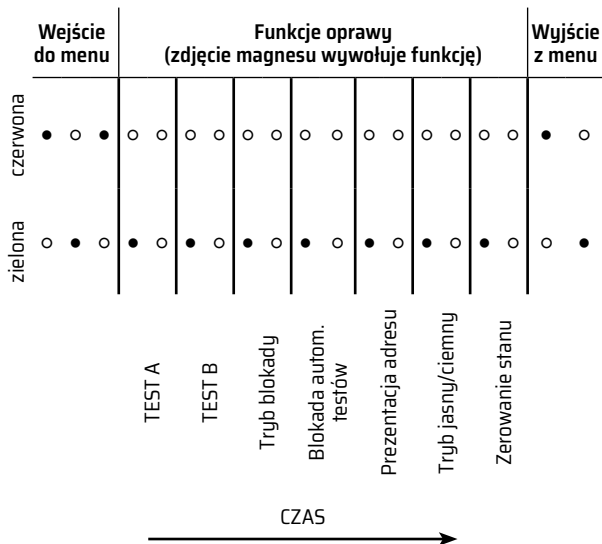 Wejście
do menu
Funkcje oprawy
(zdjęcie magnesu wywołuje funkcję)
Wyjście
z menu
czerwona
zielona
TEST A
TEST B
Tryb blokady
Blokada autom.
testów
Prezentacja adresu
Tryb jasny/ciemny
Zerowanie stanu
CZAS